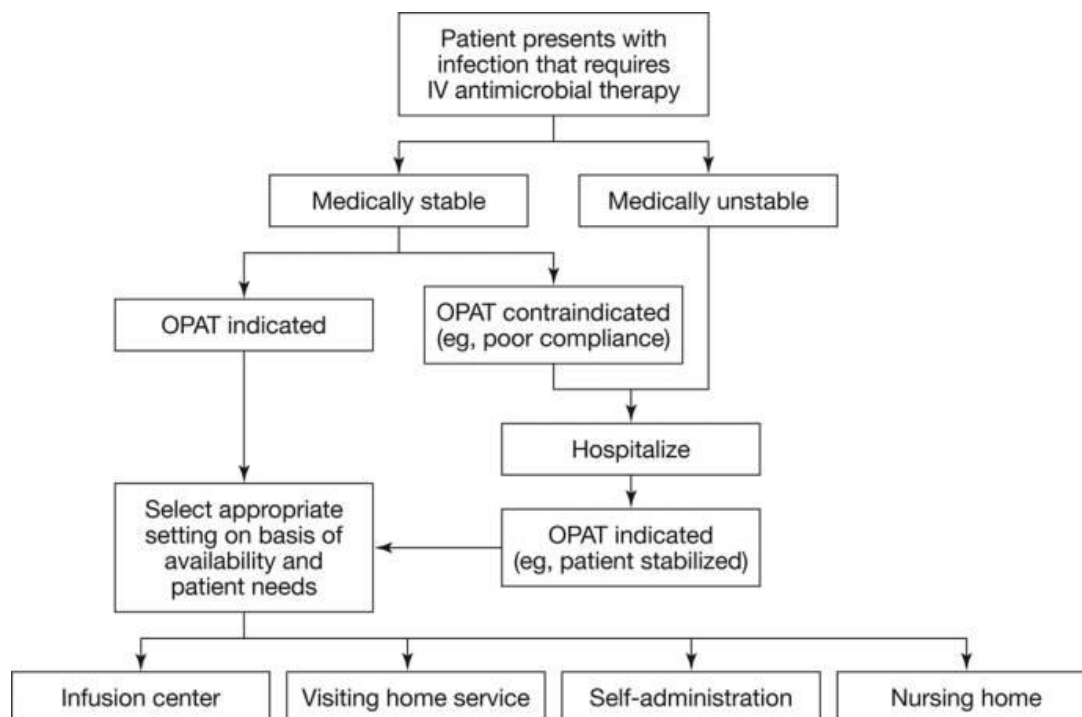 Patient presents with
infection that requires
IV antimicrobial therapy
Medically stable
Medically unstable
OPAT indicated
OPAT contraindicated
(eg, poor compliance)
Hospitalize
Select appropriate
setting on basis of
availability and
patient needs
OPAT indicated
(eg, patient stabilized)
Infusion center
Visiting home service
Self-administration
Nursing home